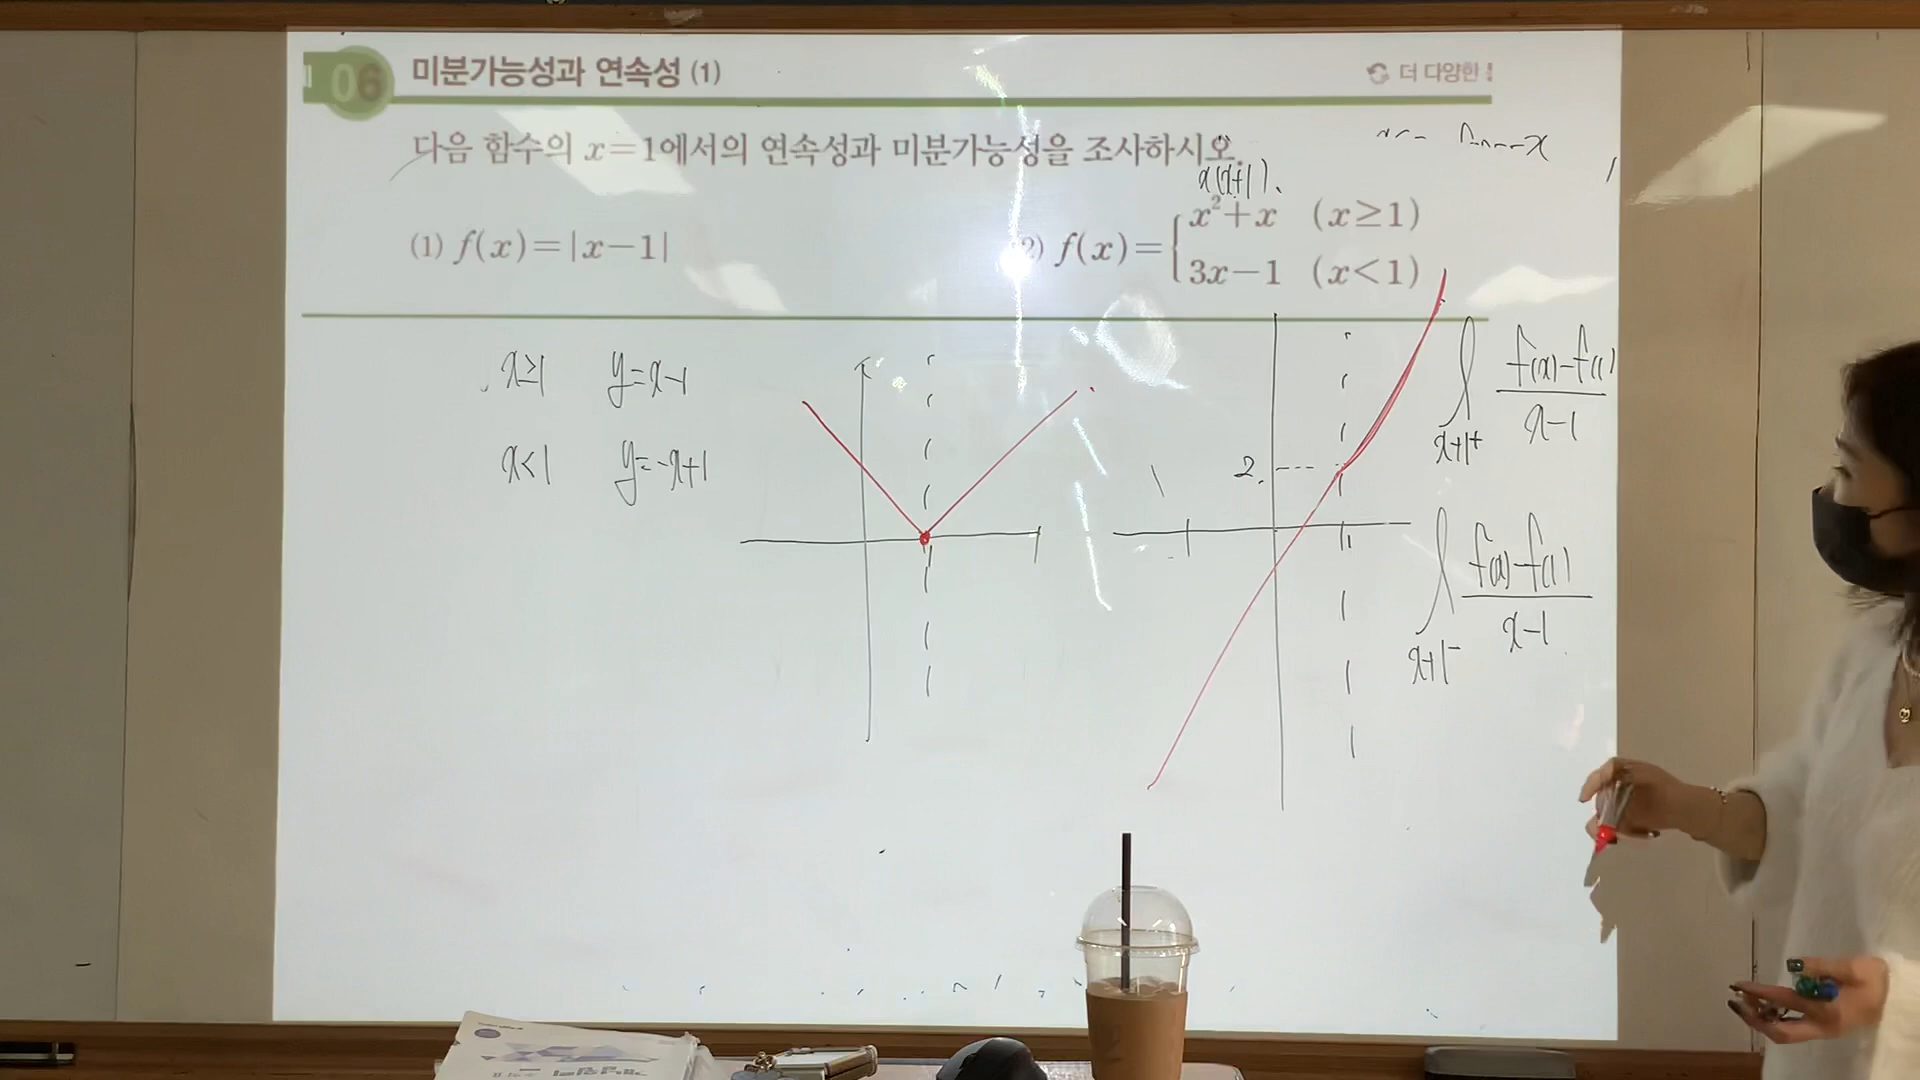 06 미분가능성과 연속성 (1)
더 다양한
다음 함수의 x=1에서의 연속성과 미분가능성을 조사하시오.
x(x+1).
(1) f(x)=|x-1|
2) f(x)={x²+x (x≥1)
3x-1 (x<1)
x≥1 y=x-1
x<1 y=-x+1
2.
1
f(x)-f(1)
x-1
x→1+
f(x)-f(1)
x-1
x→1-